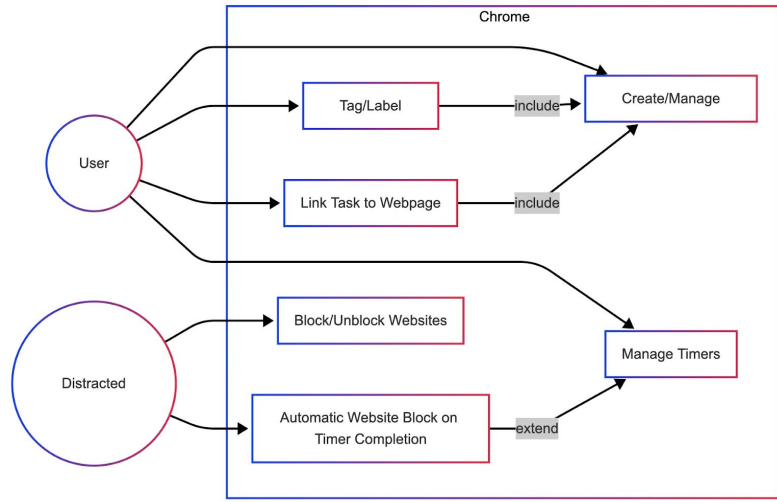 Chrome
Tag/Label
include
Create/Manage
User
Link Task to Webpage
include
Block/Unblock Websites
Manage Timers
Distracted
Automatic Website Block on
Timer Completion
extend